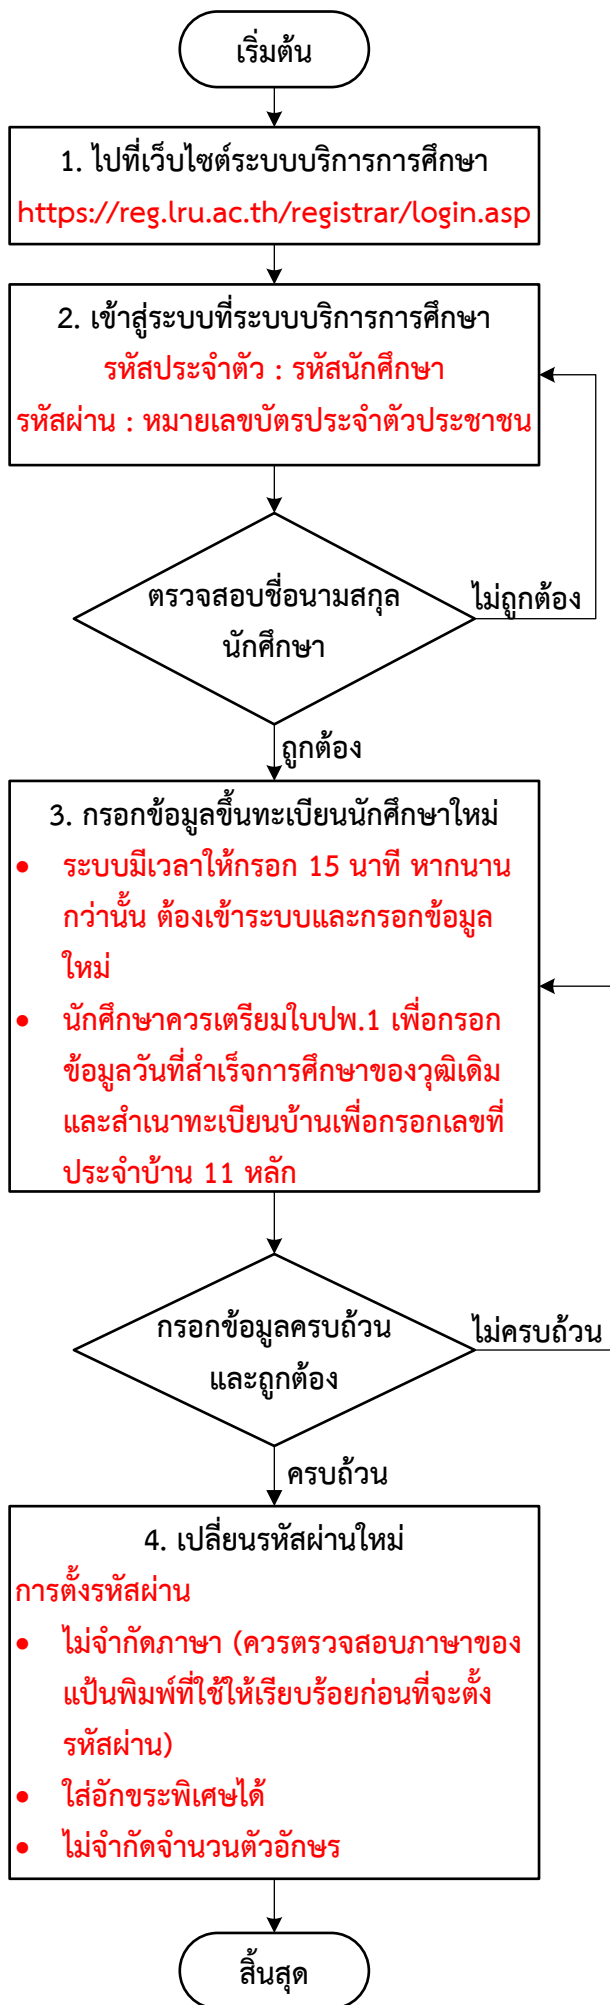 เริ่มต้น
1. ไปที่เว็บไซต์ระบบบริการการศึกษา
https://reg.lru.ac.th/registrar/login.asp
2. เข้าสู่ระบบที่ระบบบริการการศึกษา
รหัสประจำตัว : รหัสนักศึกษา
รหัสผ่าน : หมายเลขบัตรประจำตัวประชาชน
ตรวจสอบชื่อนามสกุล
นักศึกษา
ไม่ถูกต้อง
ถูกต้อง
3. กรอกข้อมูลขึ้นทะเบียนนักศึกษาใหม่
• ระบบมีเวลาให้กรอก 15 นาที หากนาน
กว่านั้น ต้องเข้าระบบและกรอกข้อมูล
ใหม่
• นักศึกษาควรเตรียมใบปพ.1 เพื่อกรอก
ข้อมูลวันที่สำเร็จการศึกษาของวุฒิเดิม
และสำเนาทะเบียนบ้านเพื่อกรอกเลขที่
ประจำบ้าน 11 หลัก
กรอกข้อมูลครบถ้วน
และถูกต้อง
ไม่ครบถ้วน
ครบถ้วน
4. เปลี่ยนรหัสผ่านใหม่
การตั้งรหัสผ่าน
• ไม่จำกัดภาษา (ควรตรวจสอบภาษาของ
แป้นพิมพ์ที่ใช้ให้เรียบร้อยก่อนที่จะตั้ง
รหัสผ่าน)
• ใส่อักขระพิเศษได้
• ไม่จำกัดจำนวนตัวอักษร
สิ้นสุด